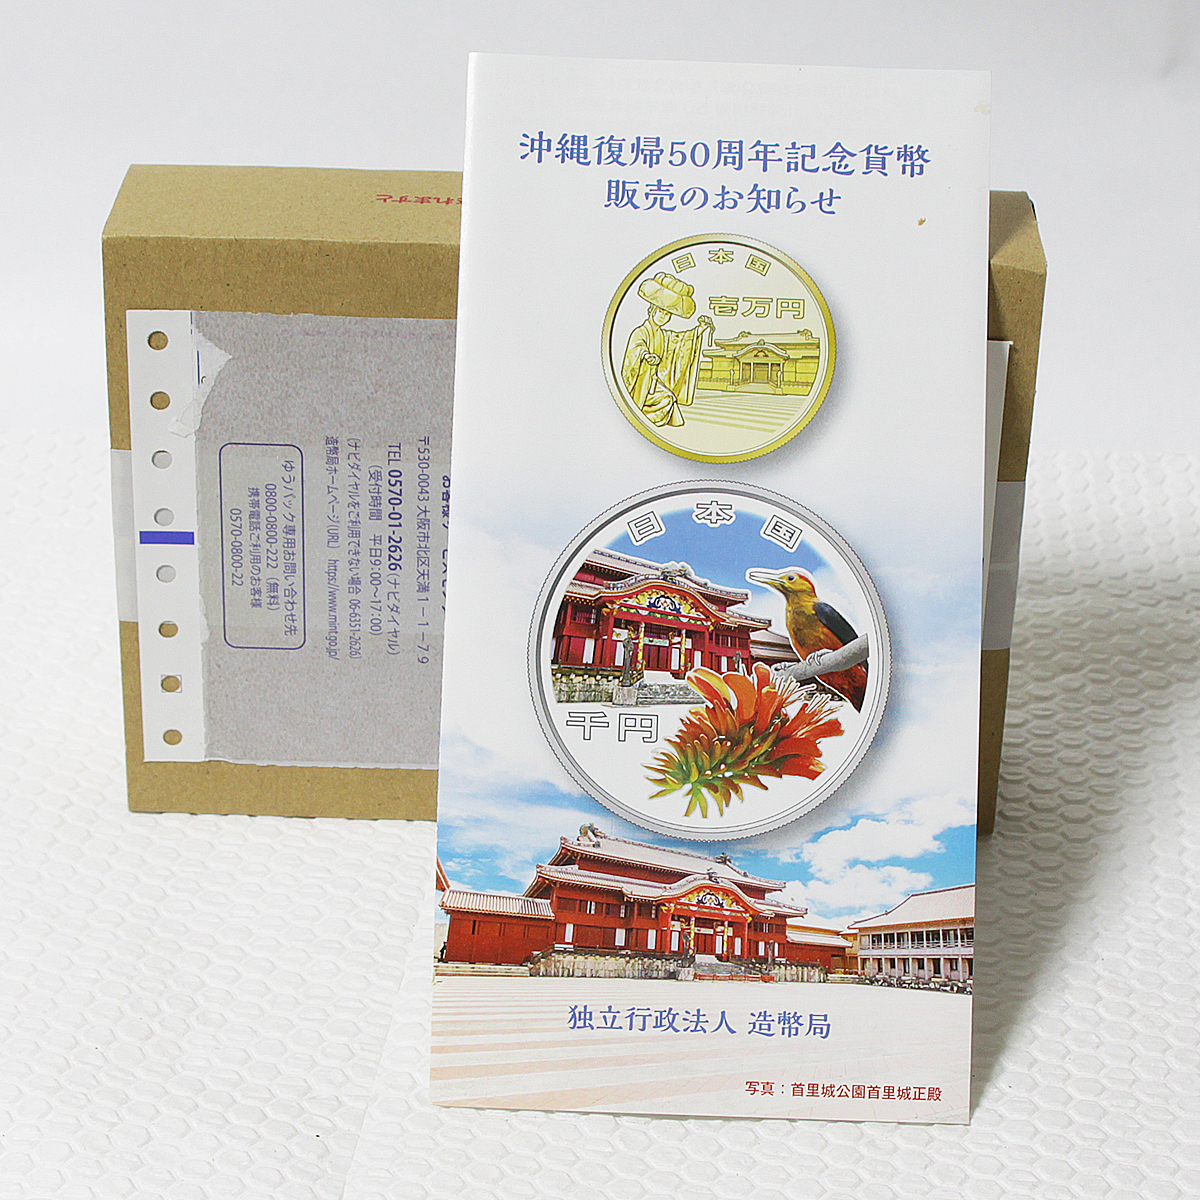 沖縄復帰50周年記念貨幣
販売のお知らせ
日本国
壱万円
日本国
千円
独立行政法人 造幣局
写真：首里城公園首里城正殿
れますと
〒530-0043 大阪市北区天満1-1-79
TEL 0570-01-2626 (ナビダイヤル)
(受付時間 平日9:00～17:00)
(ナビダイヤルをご利用できない場合 06-6351-2626)
造幣局ホームページ(URL) https://www.mint.go.jp/
ゆうパック専用お問い合わせ先
0800-0800-222 (無料)
携帯電話ご利用のお客様
0570-0800-22